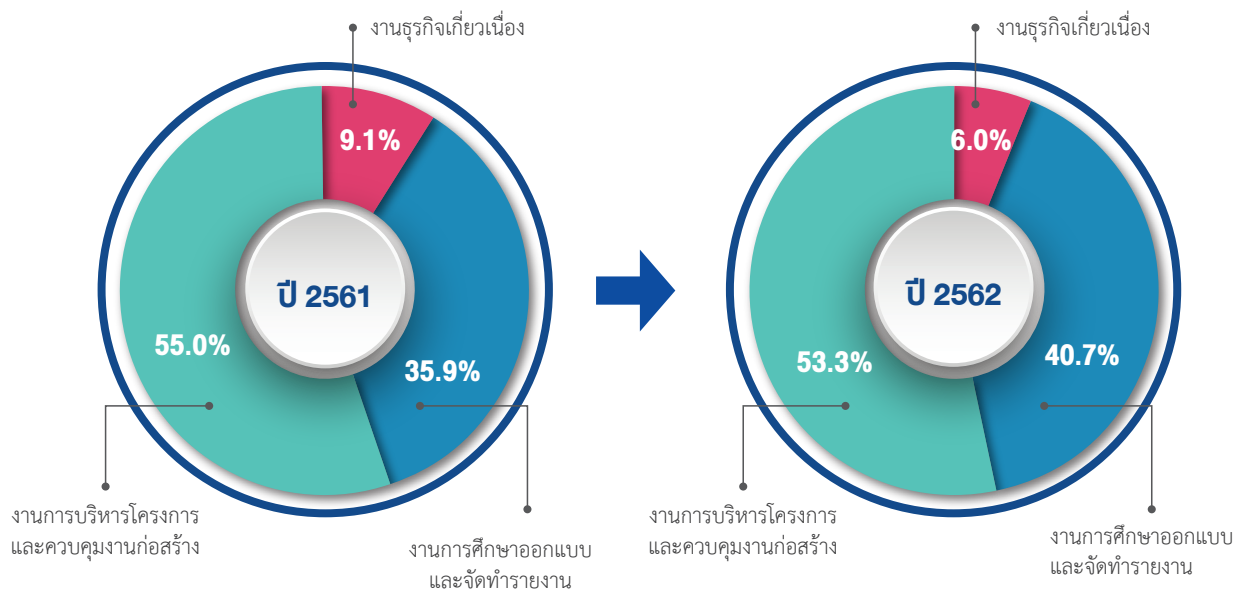 งานธุรกิจเกี่ยวเนื่อง
9.1%
ปี 2561
55.0%
35.9%
งานการบริหารโครงการ
และควบคุมงานก่อสร้าง
งานการศึกษาออกแบบ
และจัดทำรายงาน
งานธุรกิจเกี่ยวเนื่อง
6.0%
ปี 2562
53.3%
40.7%
งานการบริหารโครงการ
และควบคุมงานก่อสร้าง
งานการศึกษาออกแบบ
และจัดทำรายงาน